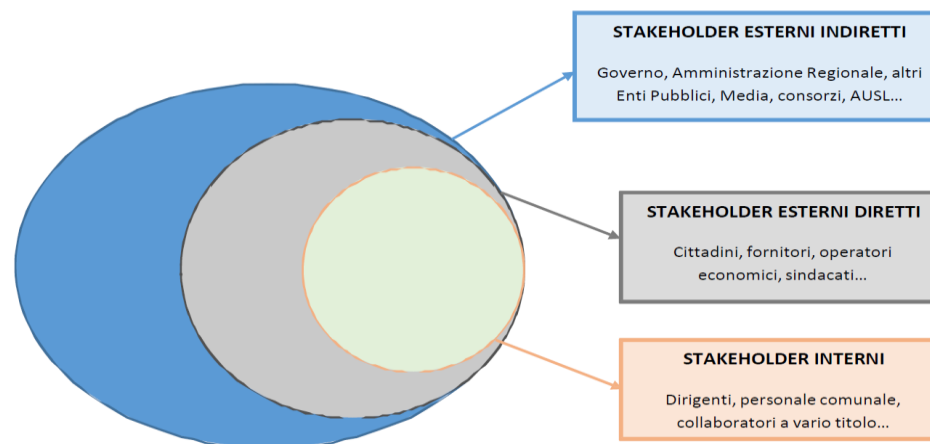 STAKEHOLDER ESTERNI INDIRETTI
Governo, Amministrazione Regionale, altri
Enti Pubblici, Media, consorzi, AUSL...
STAKEHOLDER ESTERNI DIRETTI
Cittadini, fornitori, operatori
economici, sindacati...
STAKEHOLDER INTERNI
Dirigenti, personale comunale,
collaboratori a vario titolo...